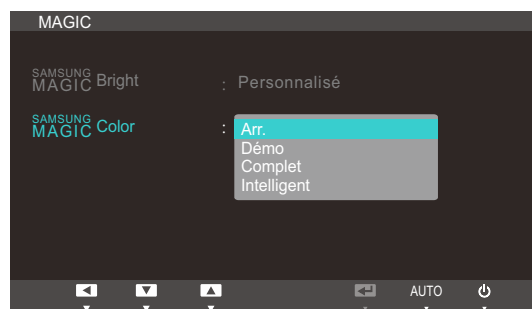 MAGIC
SAMSUNG MAGIC Bright : Personnalisé
SAMSUNG MAGIC Color : Arr.
Démo
Complet
Intelligent
AUTO